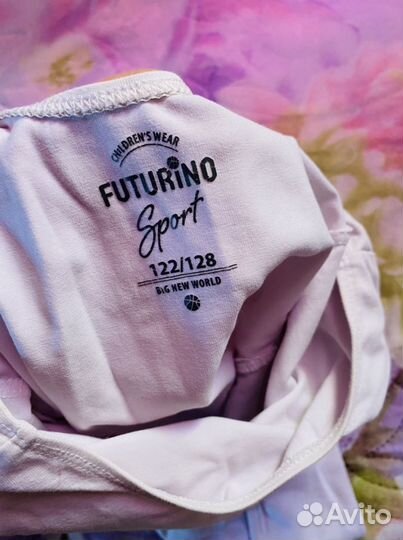 CHILDREN'S WEAR
FUTURiNO
Sport
122/128
BiG NEW WORLD
Avito